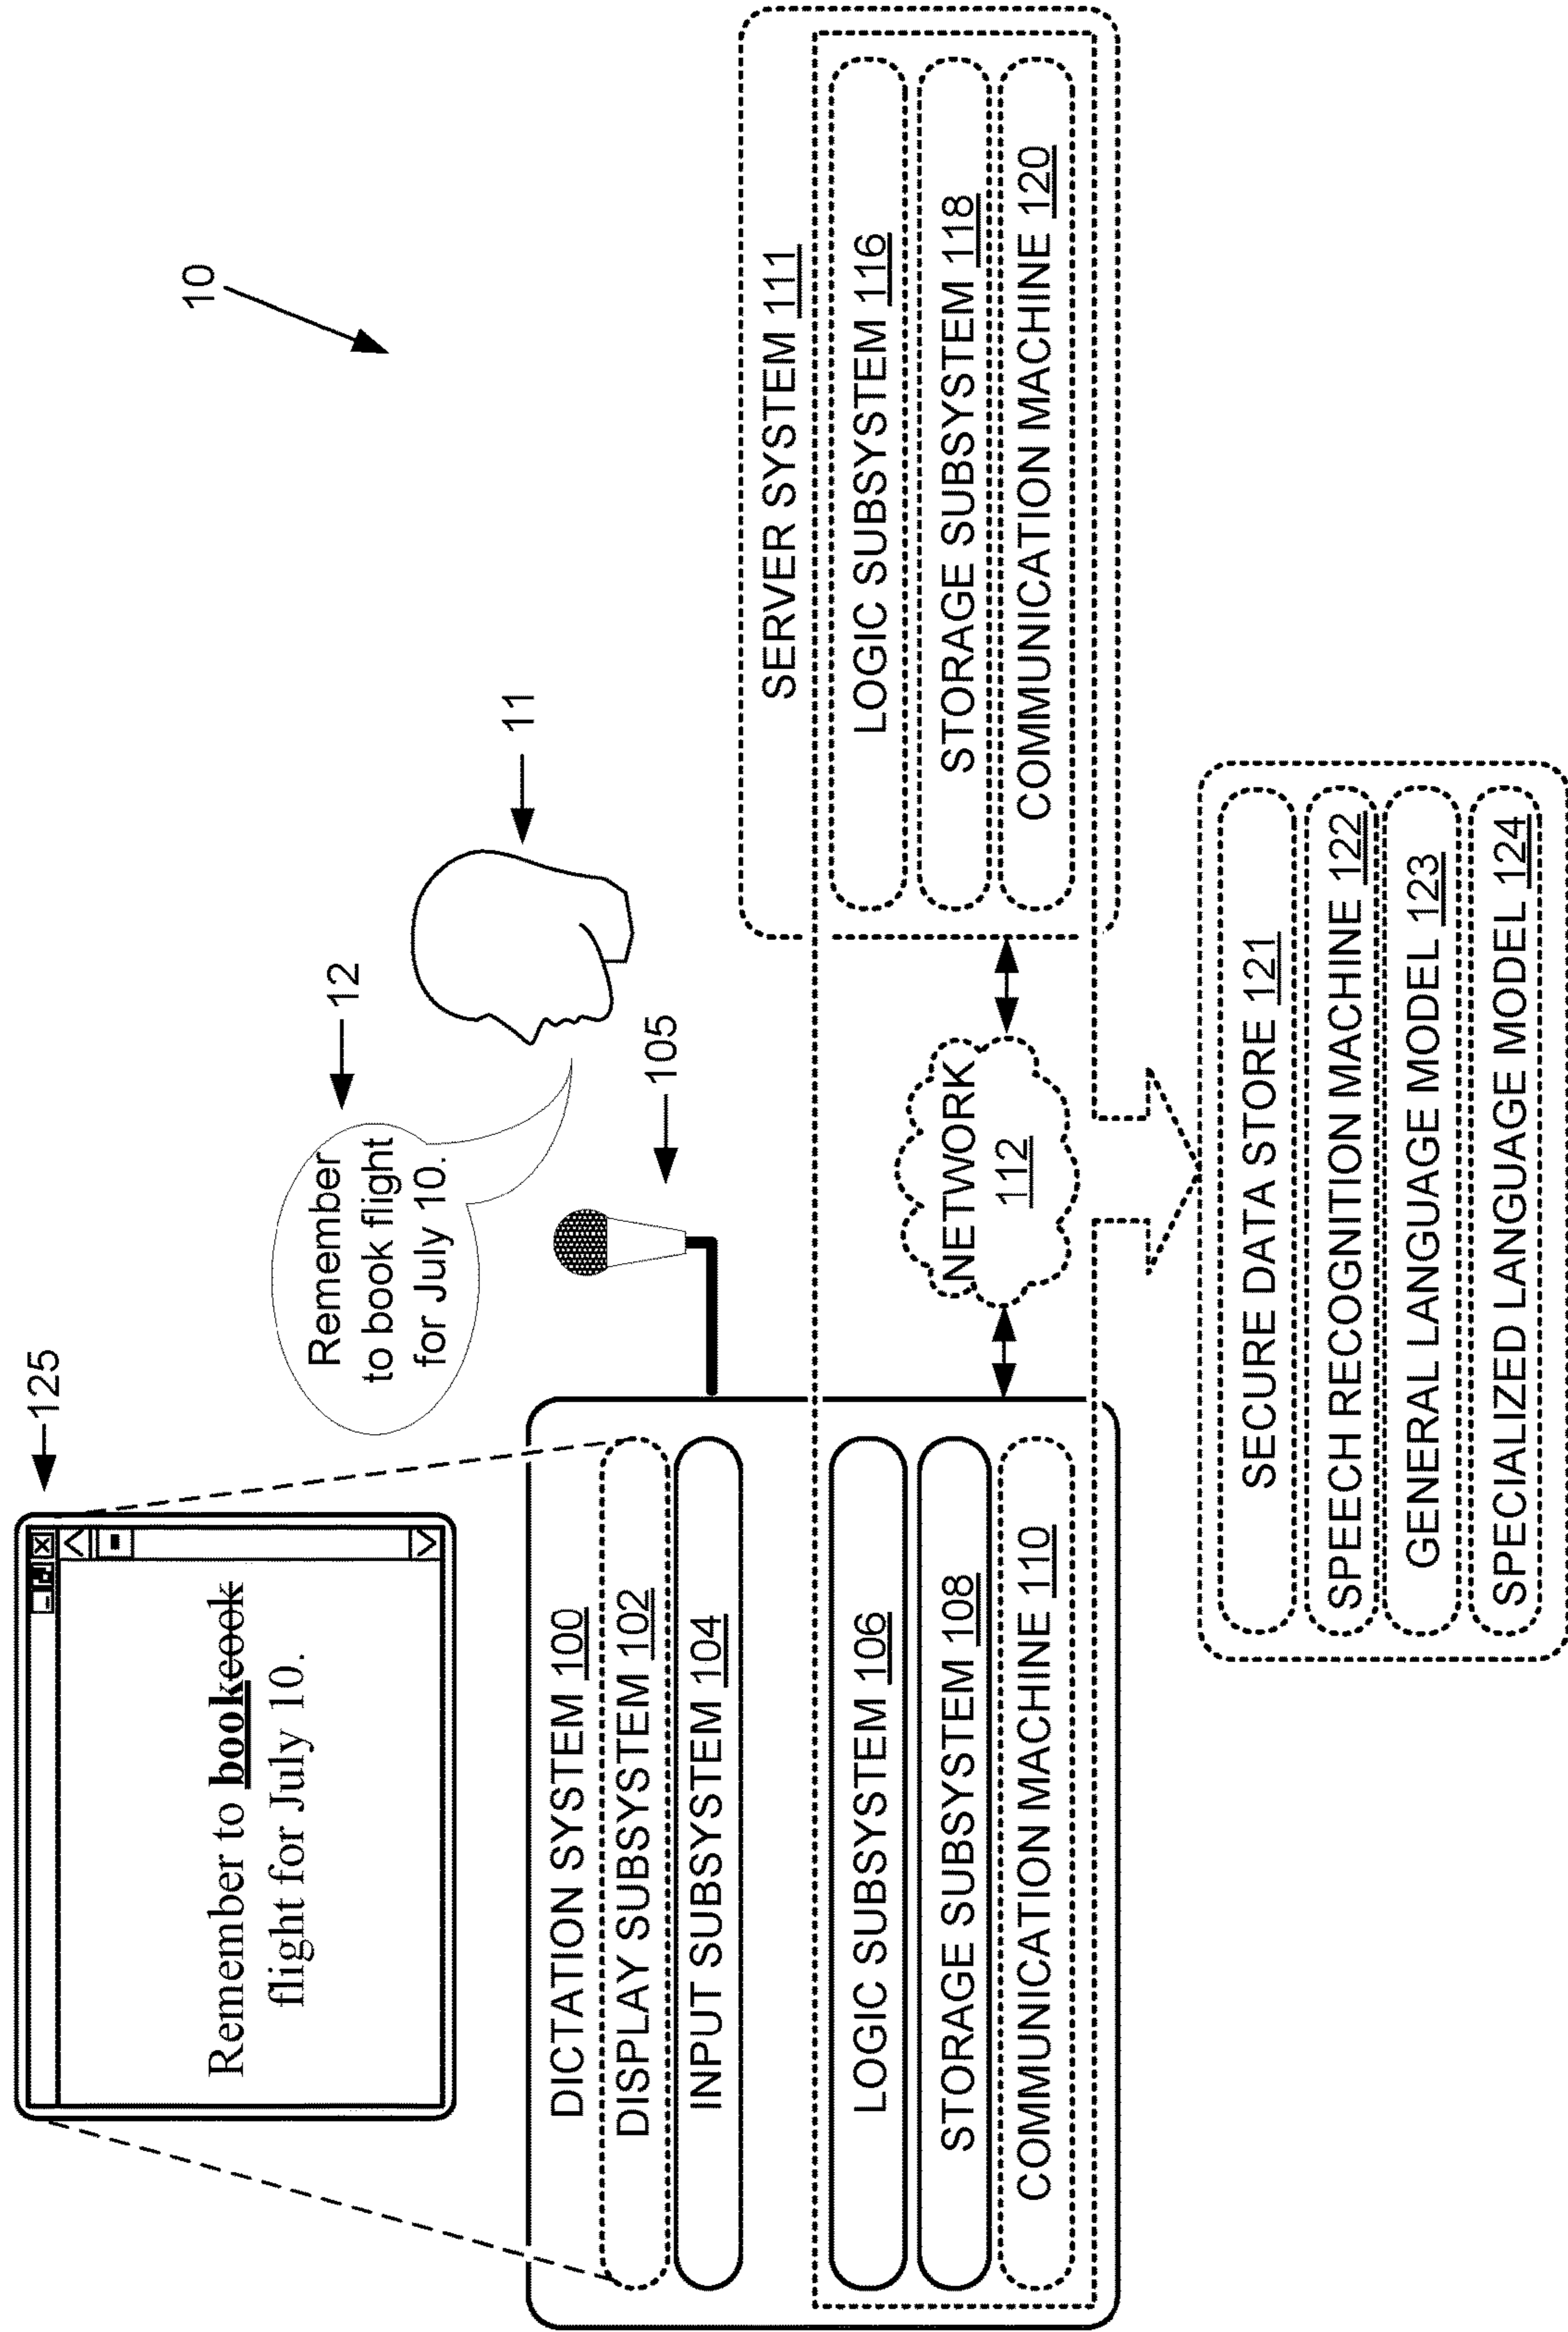 125
Remember to bookcook
flight for July 10.
12
Remember
to book flight
for July 10.
10
11
105
DICTATION SYSTEM 100
DISPLAY SUBSYSTEM 102
INPUT SUBSYSTEM 104
LOGIC SUBSYSTEM 106
STORAGE SUBSYSTEM 108
COMMUNICATION MACHINE 110
NETWORK
112
SERVER SYSTEM 111
LOGIC SUBSYSTEM 116
STORAGE SUBSYSTEM 118
COMMUNICATION MACHINE 120
SECURE DATA STORE 121
SPEECH RECOGNITION MACHINE 122
GENERAL LANGUAGE MODEL 123
SPECIALIZED LANGUAGE MODEL 124